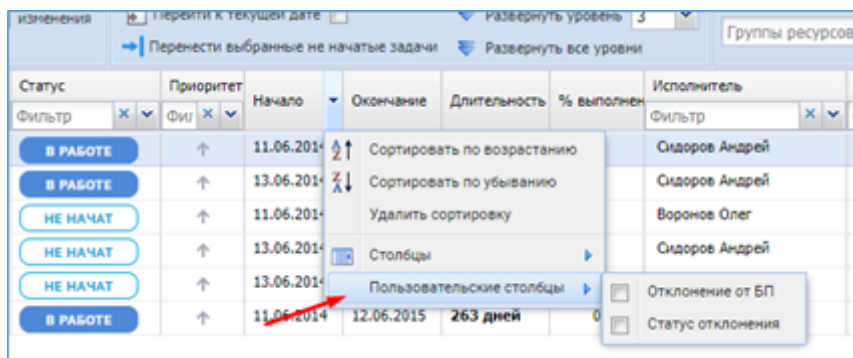 изменения
Перейти к текущей дате
Развернуть уровень 3
Группы ресурсов
Перенести выбранные не начатые задачи
Развернуть все уровни
Статус Приоритет Начало Окончание Длительность % выполнен Исполнитель
Фильтр Фил Фильтр
В РАБОТЕ 11.06.2014 Сидоров Андрей
Сортировать по возрастанию
В РАБОТЕ 13.06.2014 Сидоров Андрей
Сортировать по убыванию
НЕ НАЧАТ 11.06.2014 Воронов Олег
Удалить сортировку
НЕ НАЧАТ 13.06.2014 Сидоров Андрей
Столбцы
НЕ НАЧАТ 13.06.2014
Пользовательские столбцы
Отклонение от БП
В РАБОТЕ 11.06.2014 12.06.2015 263 дней 0
Статус отклонения